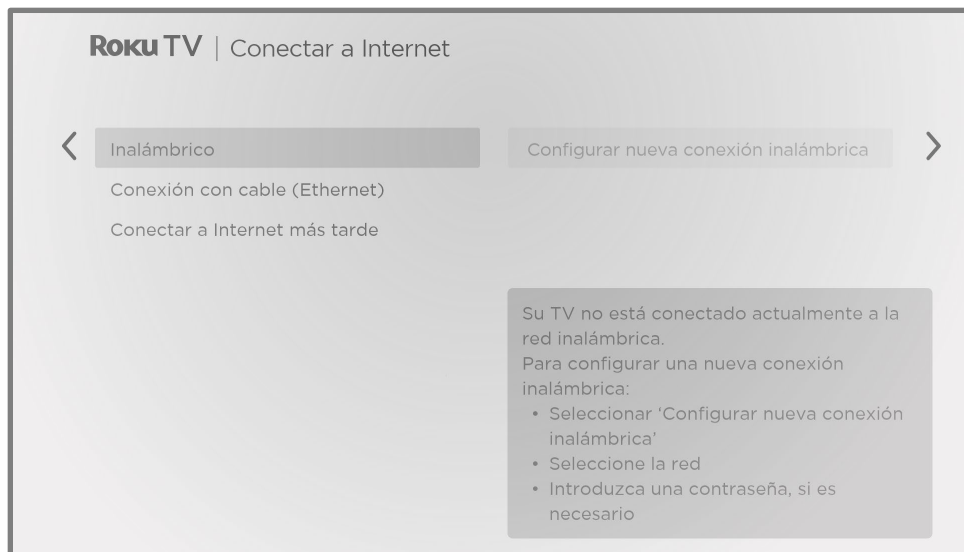 Roku TV | Conectar a Internet
Inalámbrico
Configurar nueva conexión inalámbrica
Conexión con cable (Ethernet)
Conectar a Internet más tarde
Su TV no está conectado actualmente a la
red inalámbrica.
Para configurar una nueva conexión
inalámbrica:
• Seleccionar ‘Configurar nueva conexión
inalámbrica’
• Seleccione la red
• Introduzca una contraseña, si es
necesario